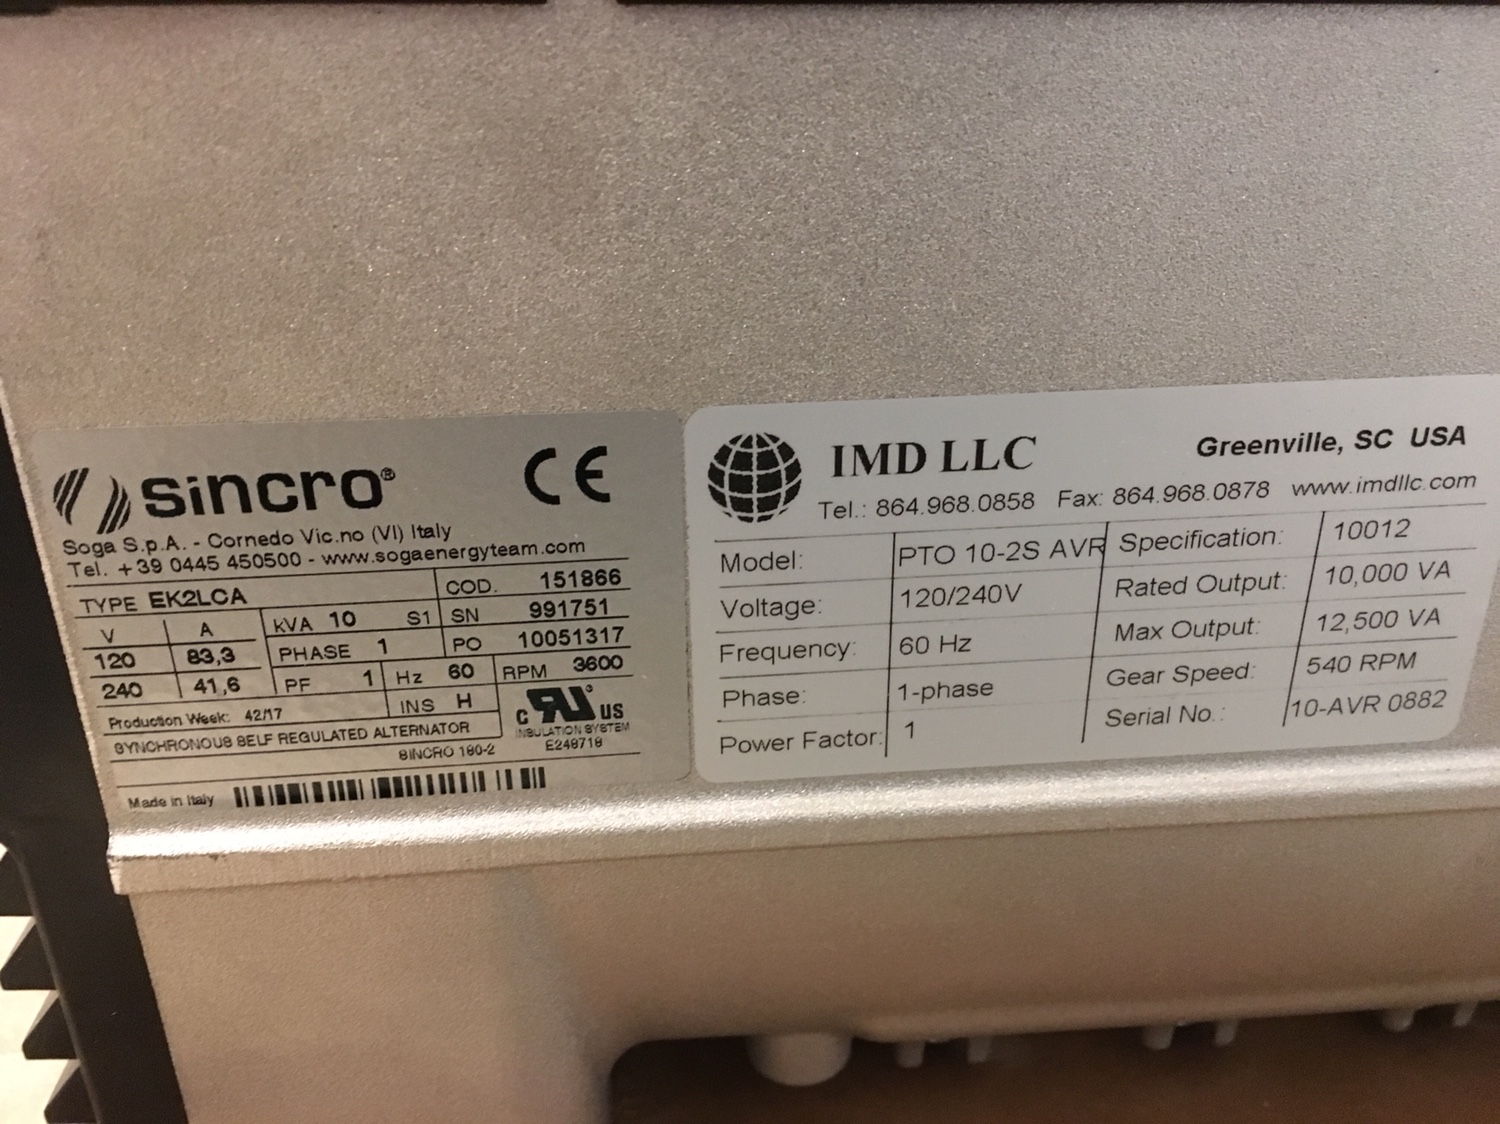 sincro®
CE
Soga S.p.A. - Cornedo Vic.no (VI) Italy
Tel. +39 0445 450500 - www.sogaenergyteam.com
TYPE EK2LCA COD. 151866
V A kVA 10 S1 SN 991751
120 83,3 PHASE 1 PO 10051317
240 41,6 PF 1 Hz 60 RPM 3600
Production Week: 42/17 INS H
C RU US
INSULATION SYSTEM
E248718
SYNCHRONOUS SELF REGULATED ALTERNATOR
SINCRO 180-2
Made in Italy
IMD LLC Greenville, SC USA
Tel.: 864.968.0858 Fax: 864.968.0878 www.imdllc.com
Model: PTO 10-2S AVR Specification: 10012
Voltage: 120/240V Rated Output: 10,000 VA
Frequency: 60 Hz Max Output: 12,500 VA
Phase: 1-phase Gear Speed: 540 RPM
Power Factor: 1 Serial No.: 10-AVR 0882